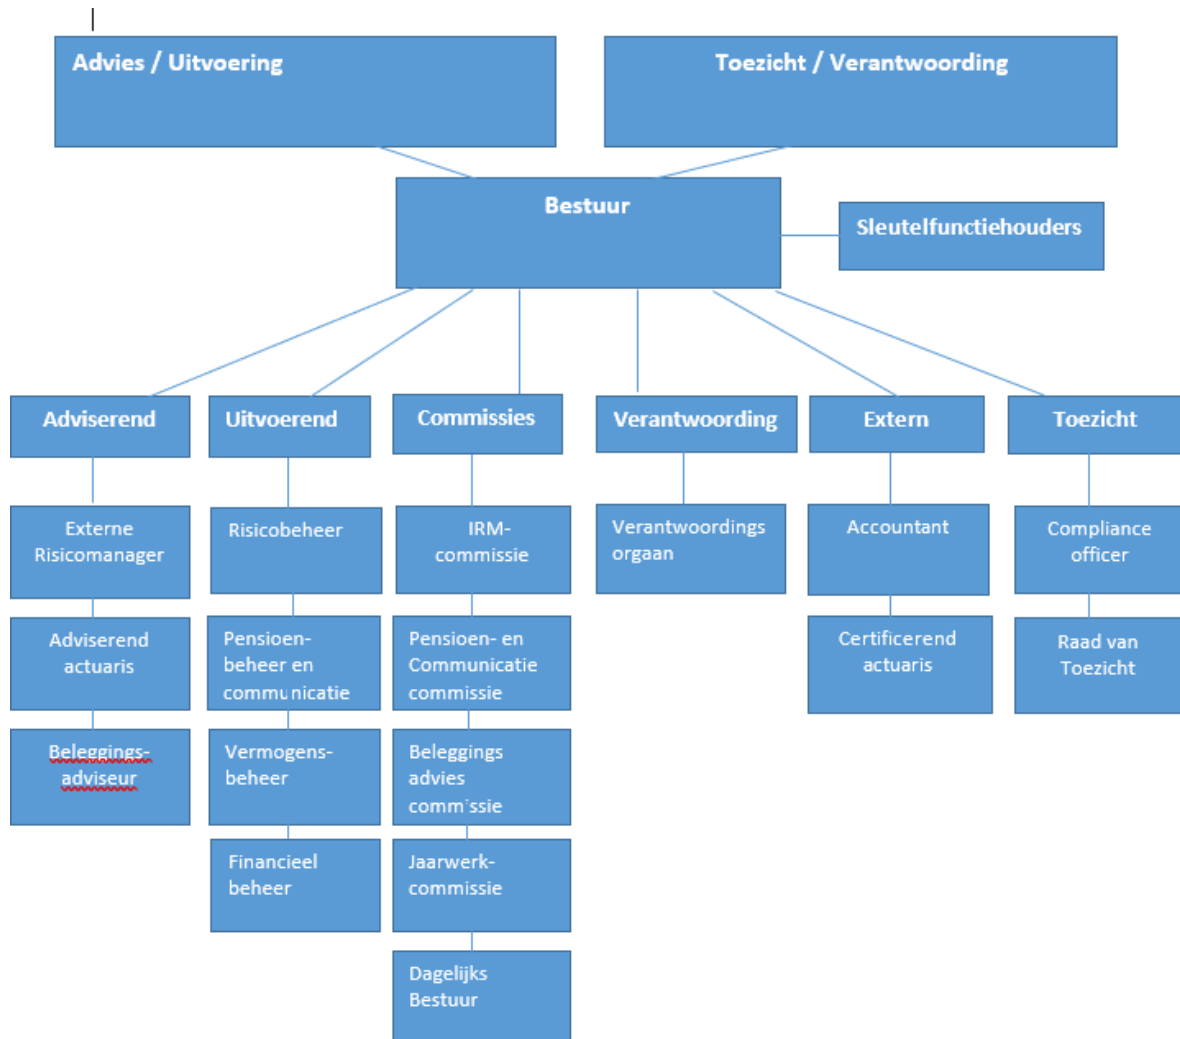 Advies / Uitvoering
Toezicht / Verantwoording
Bestuur
Sleutelfunctiehouders
Adviserend
Uitvoerend
Commissies
Verantwoording
Extern
Toezicht
Externe
Risicomanager
Risicobeheer
IRM-
commissie
Verantwoordings
orgaan
Accountant
Compliance
officer
Adviserend
actuaris
Pensioen-
beheer en
communicatie
Pensioen- en
Communicatie
commissie
Certificerend
actuaris
Raad van
Toezicht
Beleggings-
adviseur
Vermogens-
beheer
Beleggings
advies
commissie
Financieel
beheer
Jaarwerk-
commissie
Dagelijks
Bestuur